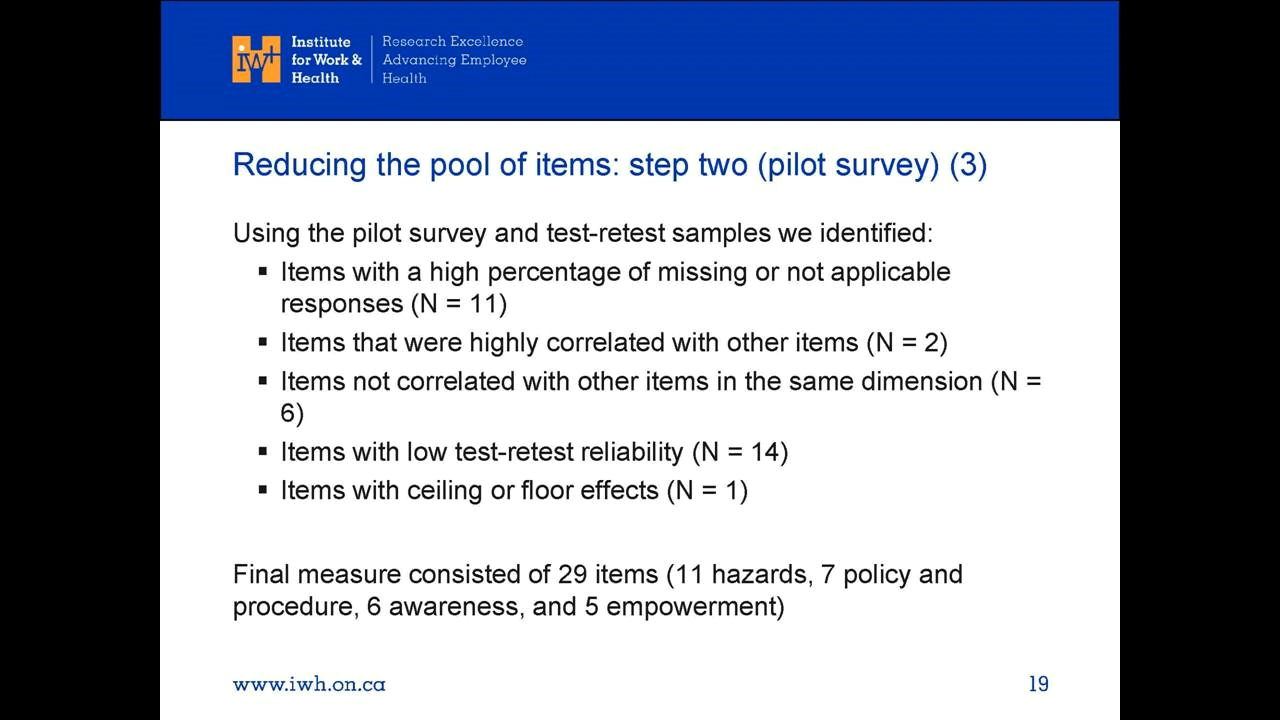 iw+
Institute
for Work &
Health
Research Excellence
Advancing Employee
Health
Reducing the pool of items: step two (pilot survey) (3)
Using the pilot survey and test-retest samples we identified:
▪ Items with a high percentage of missing or not applicable
responses (N = 11)
▪ Items that were highly correlated with other items (N = 2)
▪ Items not correlated with other items in the same dimension (N =
6)
▪ Items with low test-retest reliability (N = 14)
▪ Items with ceiling or floor effects (N = 1)
Final measure consisted of 29 items (11 hazards, 7 policy and
procedure, 6 awareness, and 5 empowerment)
www.iwh.on.ca
19